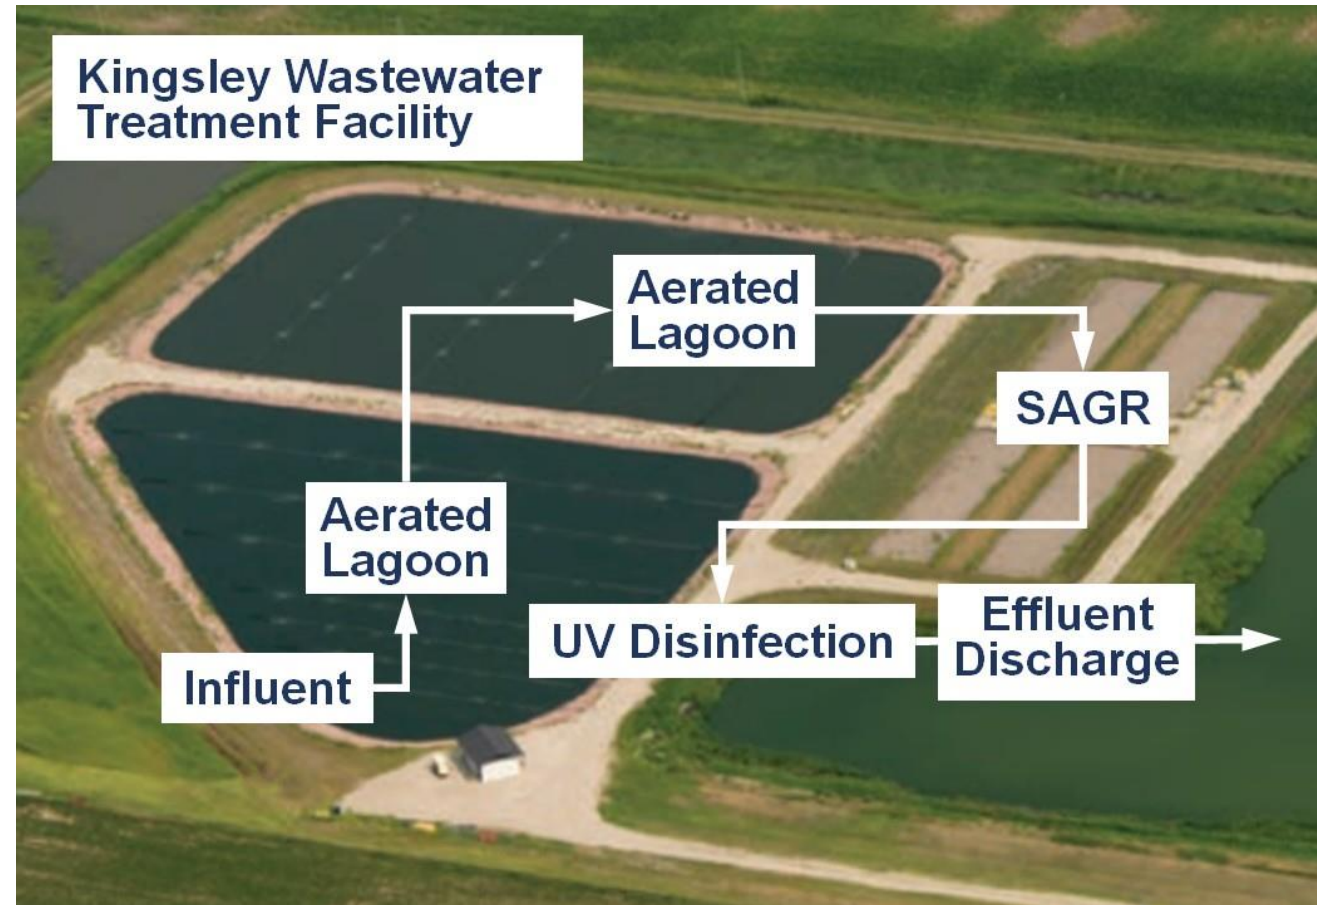 Kingsley Wastewater
Treatment Facility
Aerated
Lagoon
SAGR
Aerated
Lagoon
UV Disinfection
Effluent
Discharge
Influent